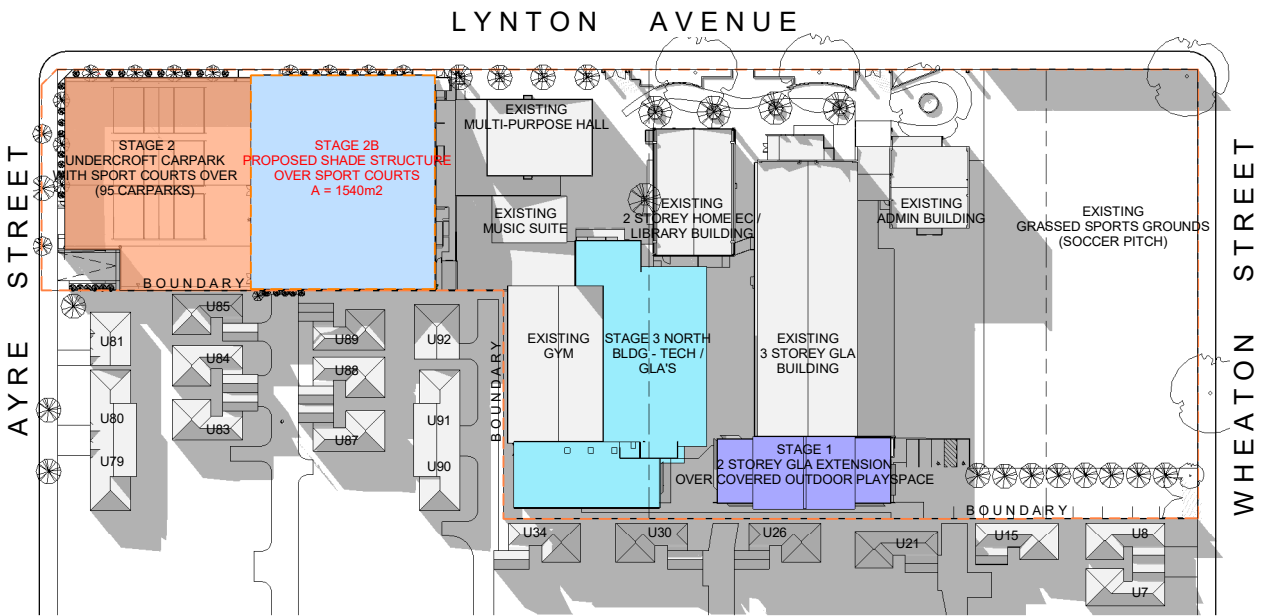 LYNTON AVENUE
AYRE STREET
WHEATON STREET
STAGE 2
UNDERCROFT CARPARK
WITH SPORT COURTS OVER
(95 CARPARKS)
STAGE 2B
PROPOSED SHADE STRUCTURE
OVER SPORT COURTS
A = 1540m2
EXISTING
MULTI-PURPOSE HALL
EXISTING
MUSIC SUITE
EXISTING
2 STOREY HOME EC /
LIBRARY BUILDING
EXISTING
ADMIN BUILDING
EXISTING
GRASSED SPORTS GROUNDS
(SOCCER PITCH)
BOUNDARY
EXISTING
GYM
STAGE 3 NORTH
BLDG - TECH /
GLA'S
EXISTING
3 STOREY GLA
BUILDING
BOUNDARY
STAGE 1
2 STOREY GLA EXTENSION
OVER COVERED OUTDOOR PLAYSPACE
BOUNDARY
U85
U81
U89
U92
U84
U88
U80
U83
U87
U91
U79
U90
U34
U30
U26
U21
U15
U8
U7